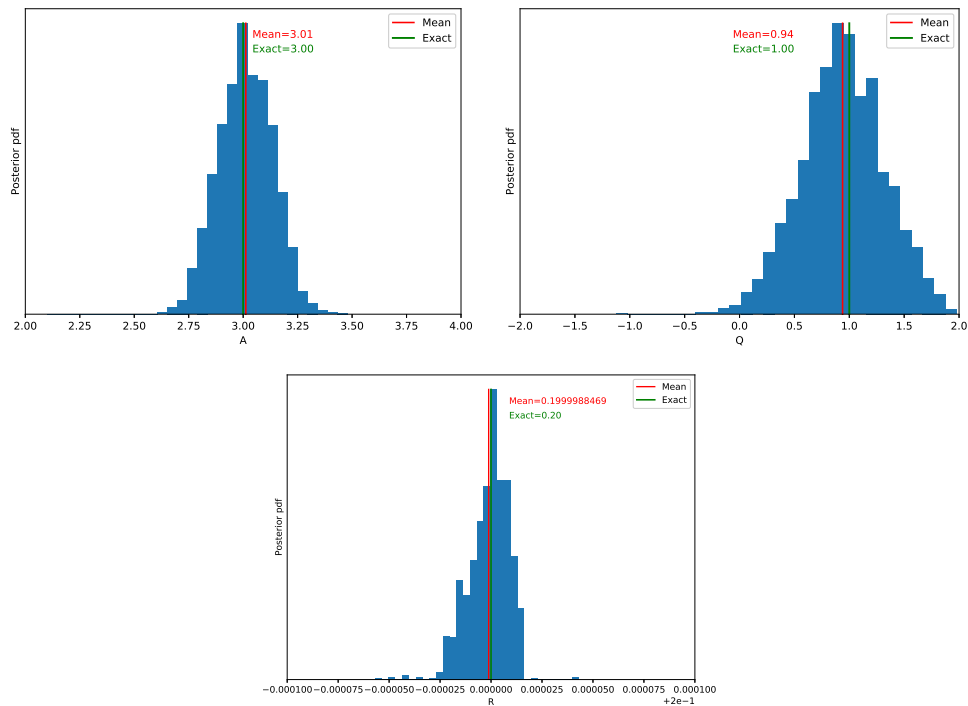 Mean
Exact
Mean=3.01
Exact=3.00
Posterior pdf
2.00 2.25 2.50 2.75 3.00 3.25 3.50 3.75 4.00
A
Mean
Exact
Mean=0.94
Exact=1.00
Posterior pdf
−2.0 −1.5 −1.0 −0.5 0.0 0.5 1.0 1.5 2.0
Q
Mean
Exact
Mean=0.1999988469
Exact=0.20
Posterior pdf
−0.000100 −0.000075 −0.000050 −0.000025 0.000000 0.000025 0.000050 0.000075 0.000100
R
+2e−1